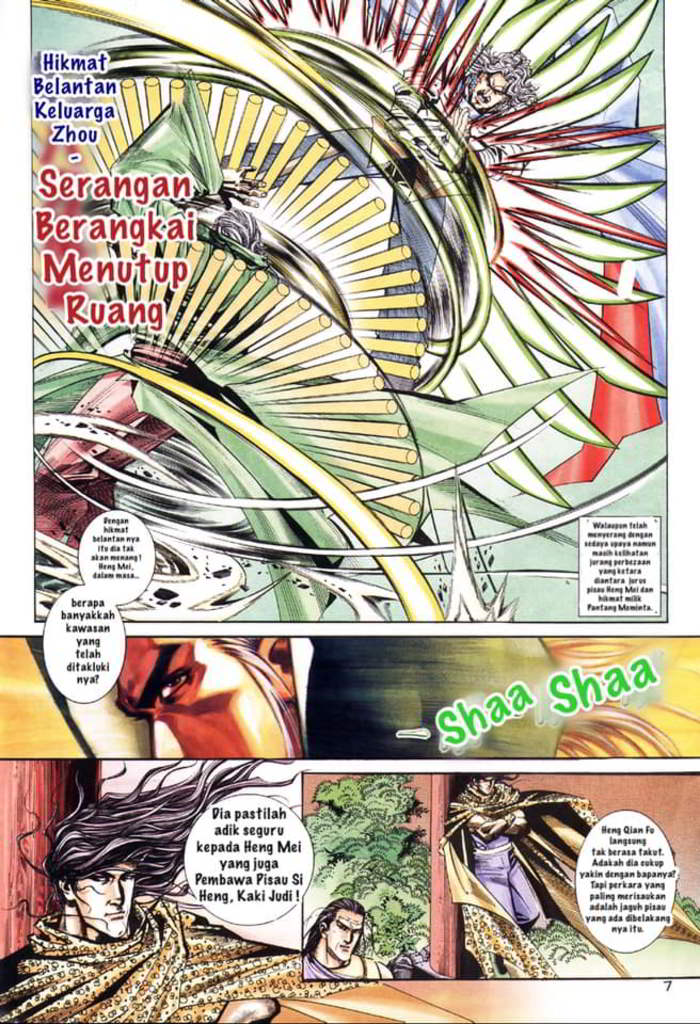 Hikmat
Belantan
Keluarga
Zhou
-
Serangan
Berangkai
Menutup
Ruang
Dengan
hikmat
belantan nya
itu dia tak
akan menang!
Heng Mei,
dalam masa..
berapa
banyakkah
kawasan
yang
telah
ditakluki
nya?
Walaupun telah
menyerang dengan
sedaya upaya namun
masih kelihatan
jurang perbezaan
yang ketara
diantara jurus
pisau Heng Mei dan
hikmat milik
Pantang Meminta.
- Shaa Shaa
Dia pastilah
adik seguru
kepada Heng Mei
yang juga
Pembawa Pisau Si
Heng, Kaki Judi!
Heng Qian Fu
langsung
tak berasa takut.
Adakah dia cukup
yakin dengan bapanya?
Tapi perkara yang
paling merisaukan
adalah jaguh pisau
yang ada dibelakang
nya itu.
7